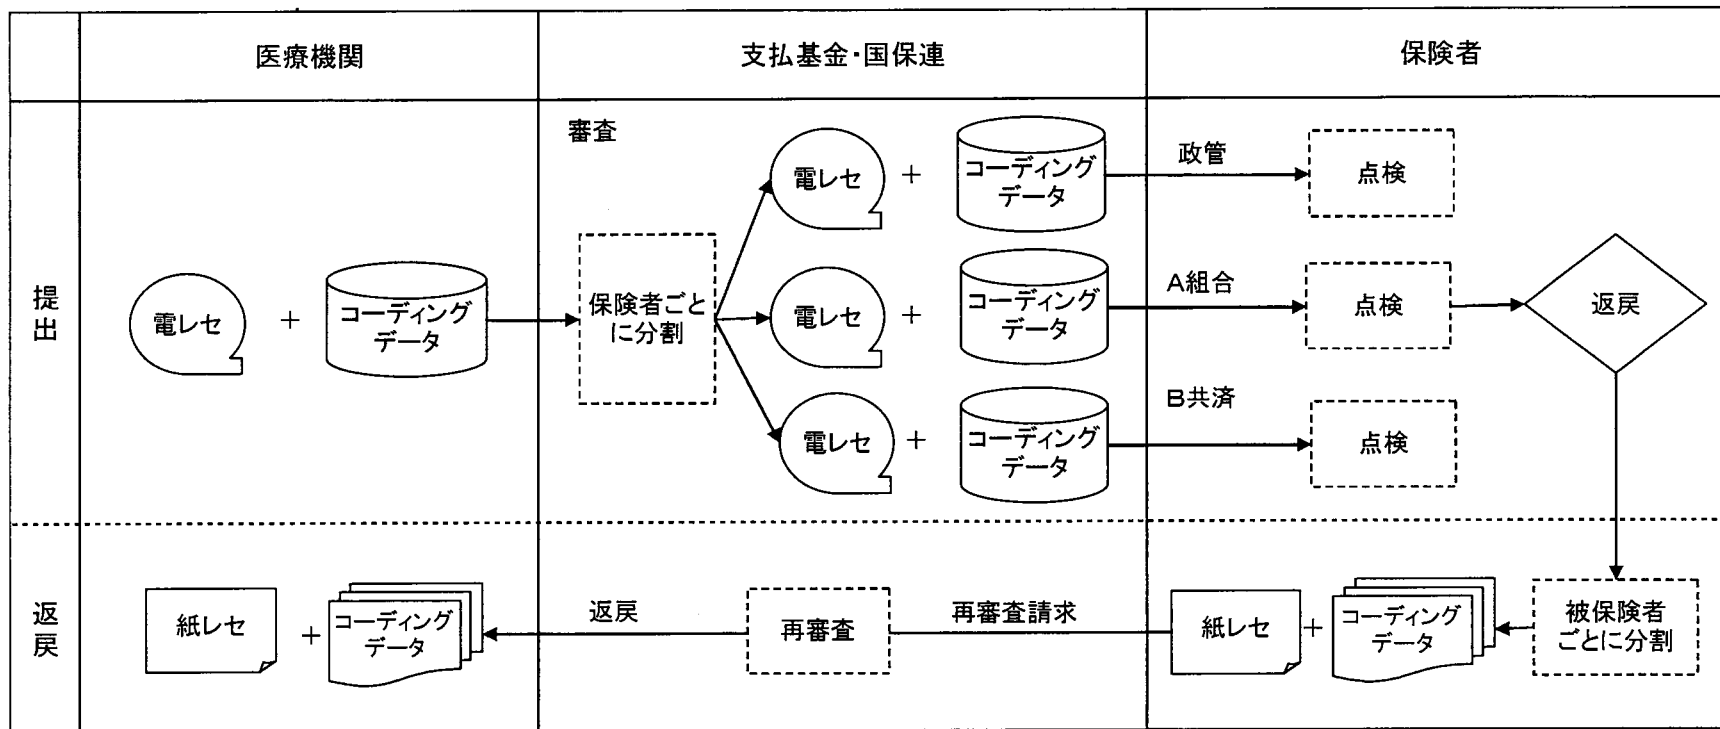 医療機関
支払基金・国保連
保険者
提出
審査
電レセ
+
コーディング
データ
保険者ごと
に分割
電レセ
+
コーディング
データ
政管
点検
電レセ
+
コーディング
データ
A組合
点検
返戻
電レセ
+
コーディング
データ
B共済
点検
返戻
紙レセ
+
コーディング
データ
返戻
再審査
再審査請求
紙レセ
+
コーディング
データ
被保険者
ごとに分割